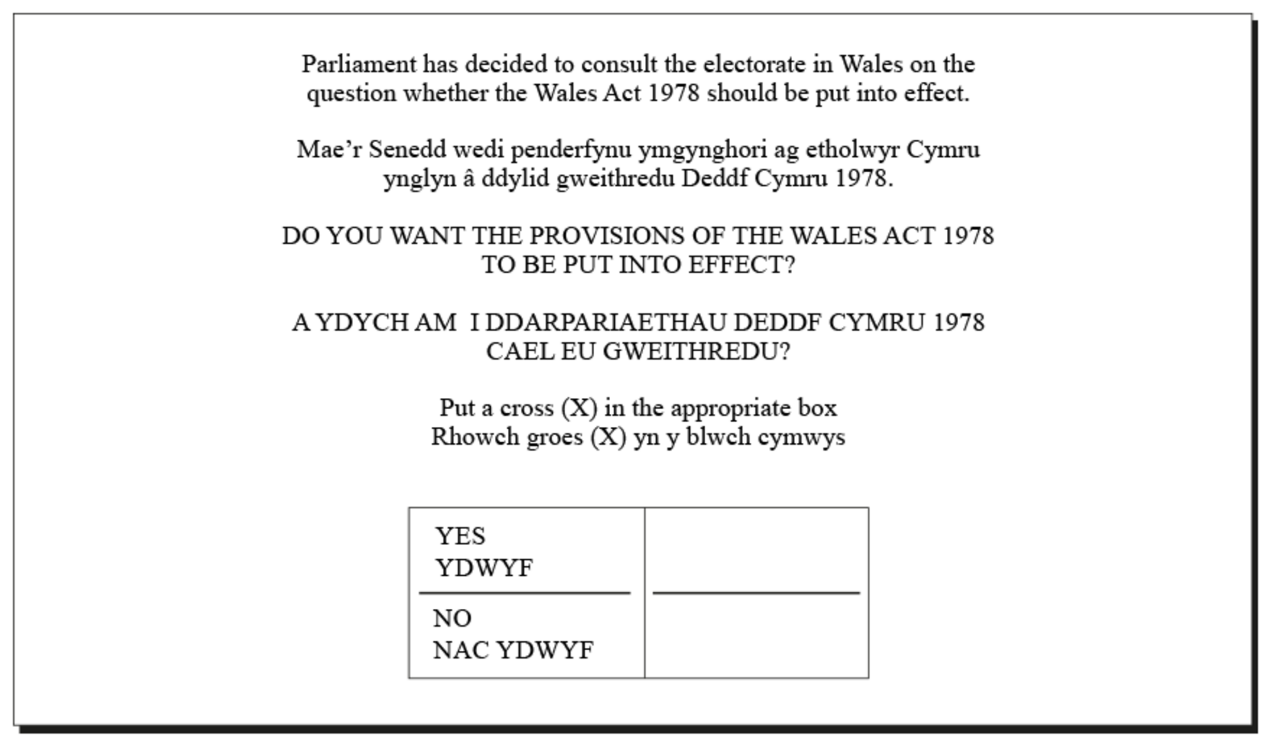 Parliament has decided to consult the electorate in Wales on the
question whether the Wales Act 1978 should be put into effect.
Mae’r Senedd wedi penderfynu ymgynghori ag etholwyr Cymru
ynglyn â ddylid gweithredu Deddf Cymru 1978.
DO YOU WANT THE PROVISIONS OF THE WALES ACT 1978
TO BE PUT INTO EFFECT?
A YDYCH AM I DDARPARIAETHAU DEDDF CYMRU 1978
CAEL EU GWEITHREDU?
Put a cross (X) in the appropriate box
Rhowch groes (X) yn y blwch cymwys
YES
YDWYF
NO
NAC YDWYF